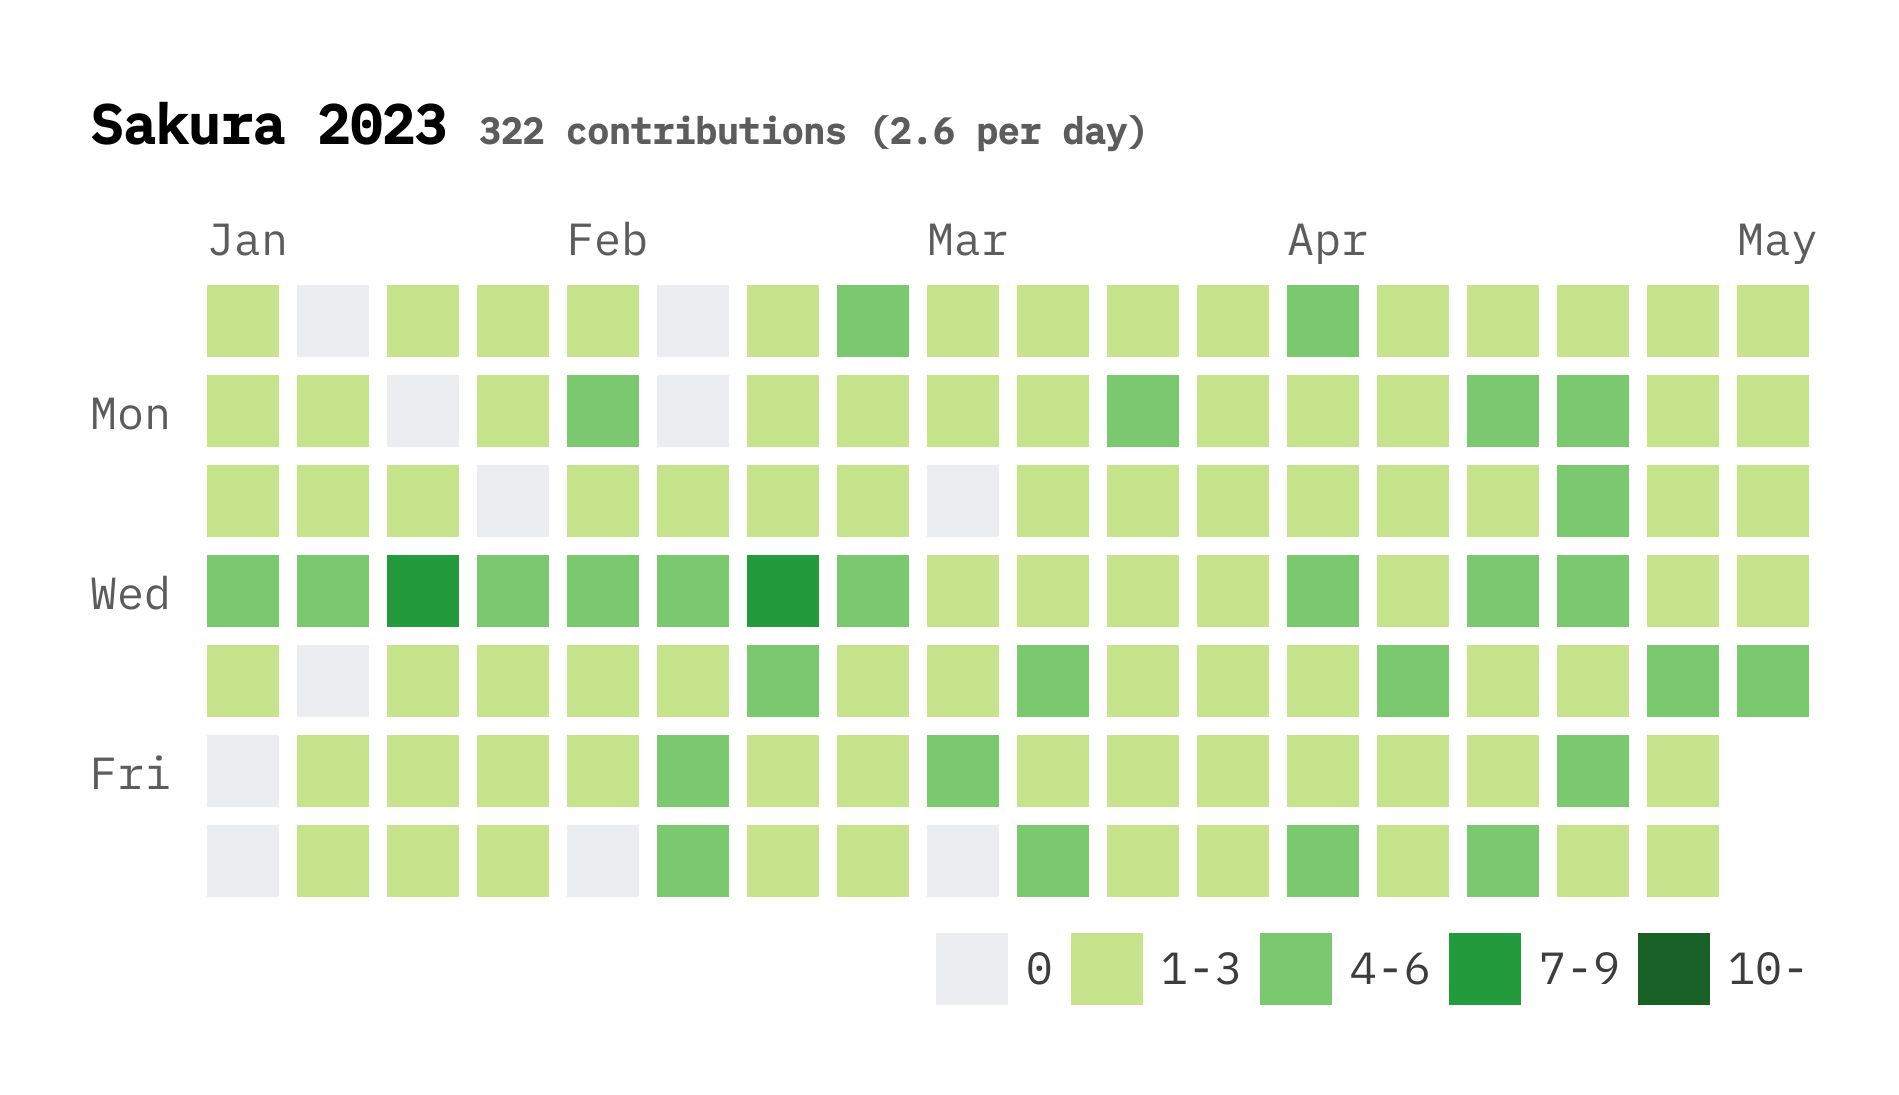 Sakura 2023 322 contributions (2.6 per day)
Jan Feb Mar Apr May
Mon
Wed
Fri
0 1-3 4-6 7-9 10-